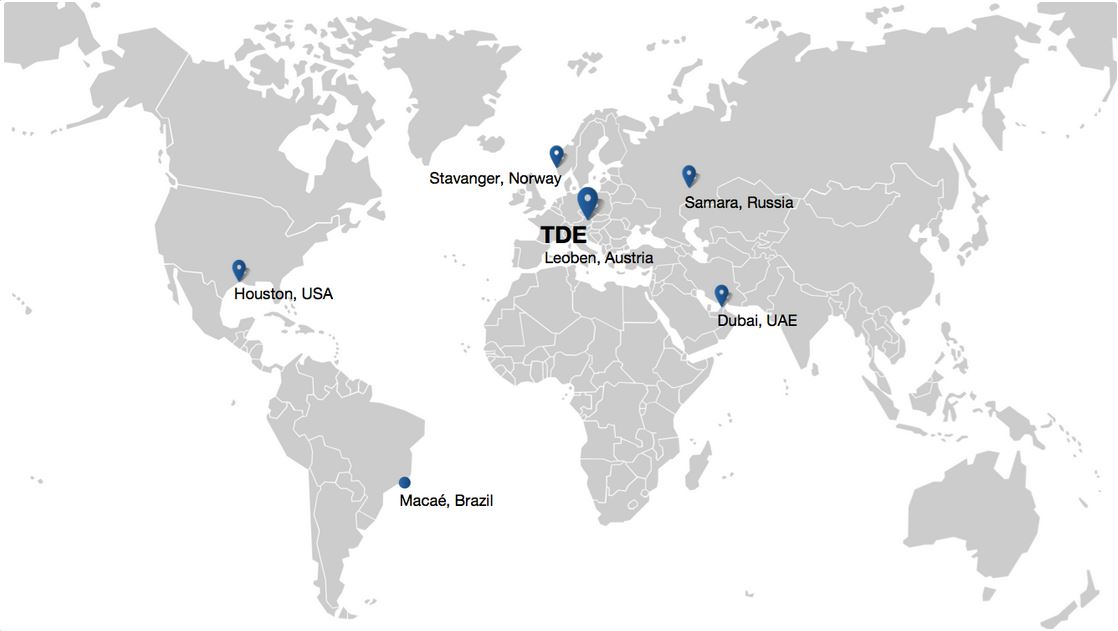 Stavanger, Norway
Samara, Russia
TDE
Leoben, Austria
Houston, USA
Dubai, UAE
Macaé, Brazil